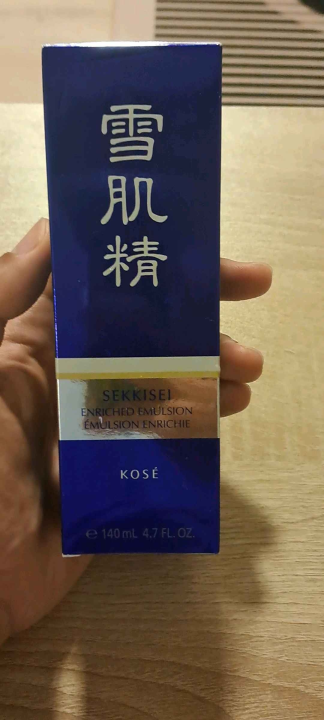 雪肌精
SEKKISEI
ENRICHED EMULSION
ÉMULSION ENRICHIE
KOSÉ
℮ 140 mL 4.7 FL. OZ.